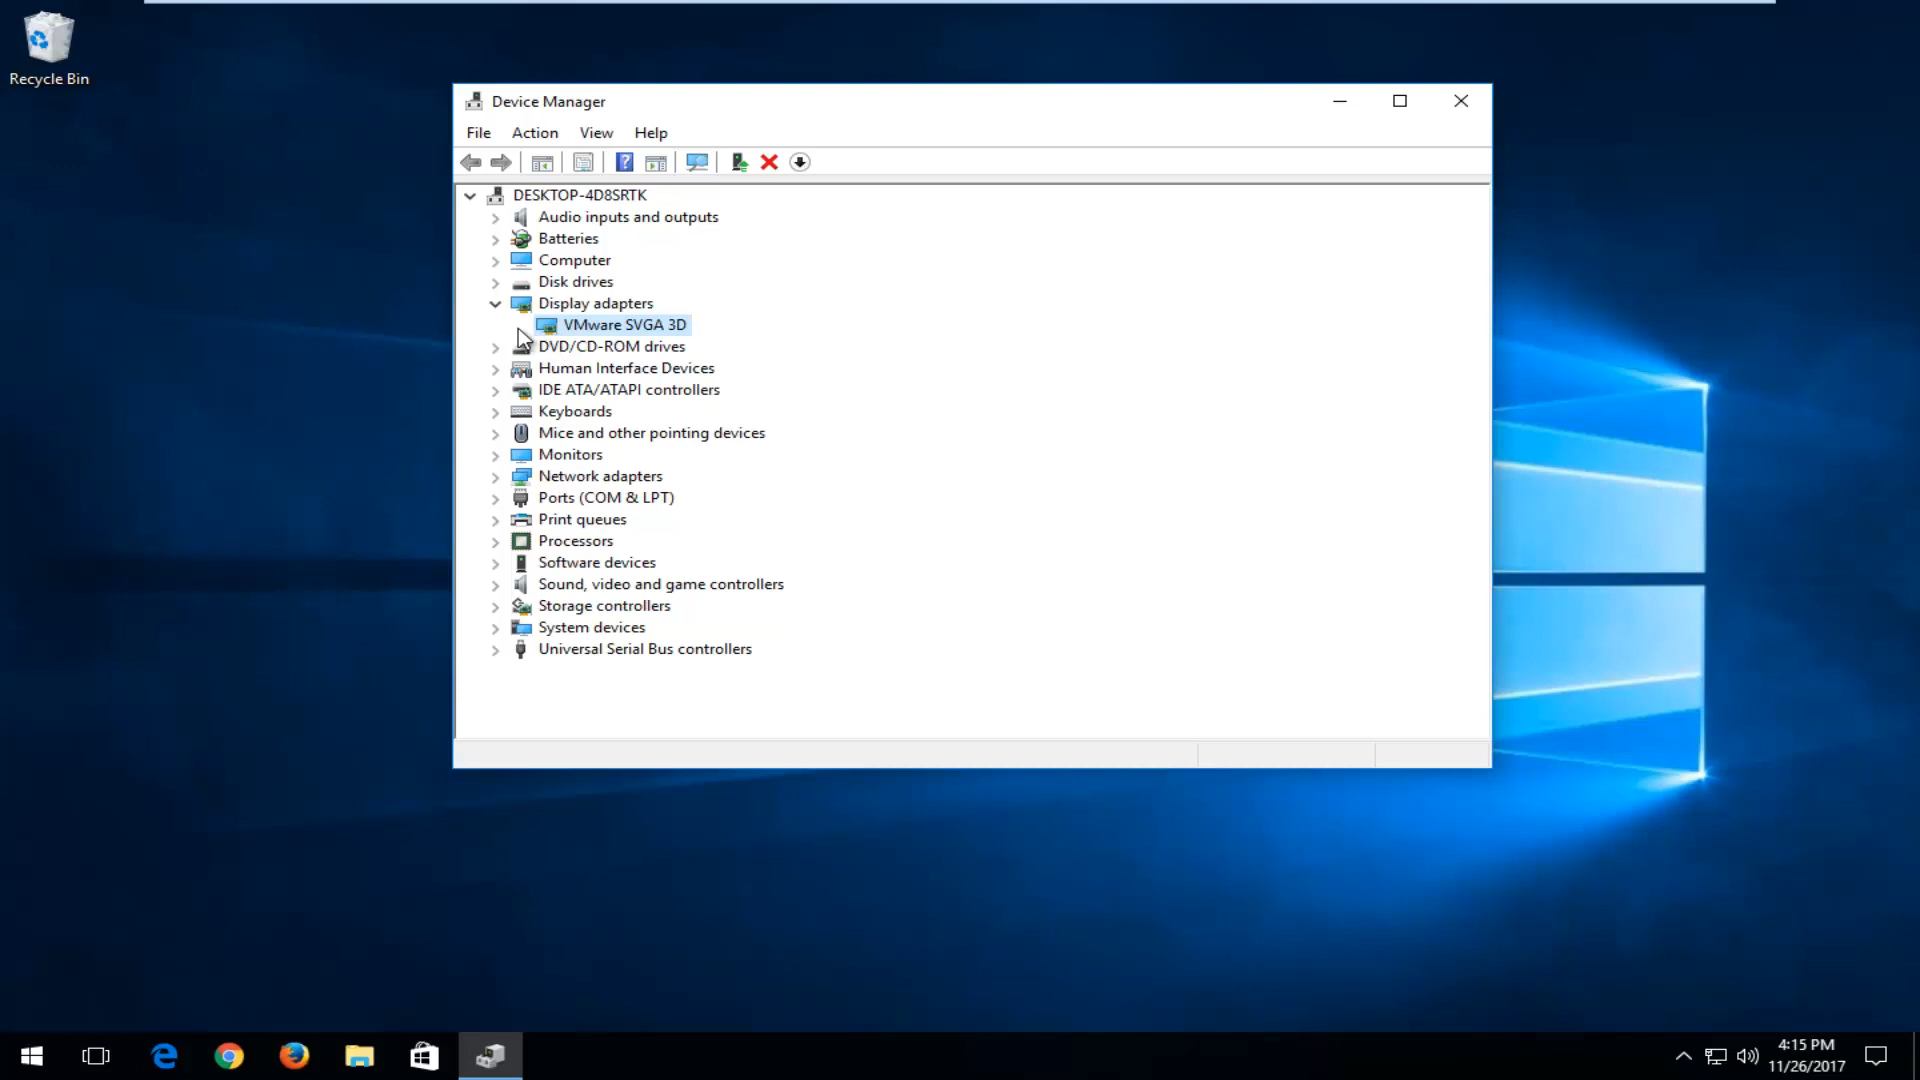 Recycle Bin
Device Manager
File Action View Help
DESKTOP-4D8SRTK
Audio inputs and outputs
Batteries
Computer
Disk drives
Display adapters
VMware SVGA 3D
DVD/CD-ROM drives
Human Interface Devices
IDE ATA/ATAPI controllers
Keyboards
Mice and other pointing devices
Monitors
Network adapters
Ports (COM & LPT)
Print queues
Processors
Software devices
Sound, video and game controllers
Storage controllers
System devices
Universal Serial Bus controllers
4:15 PM
11/26/2017